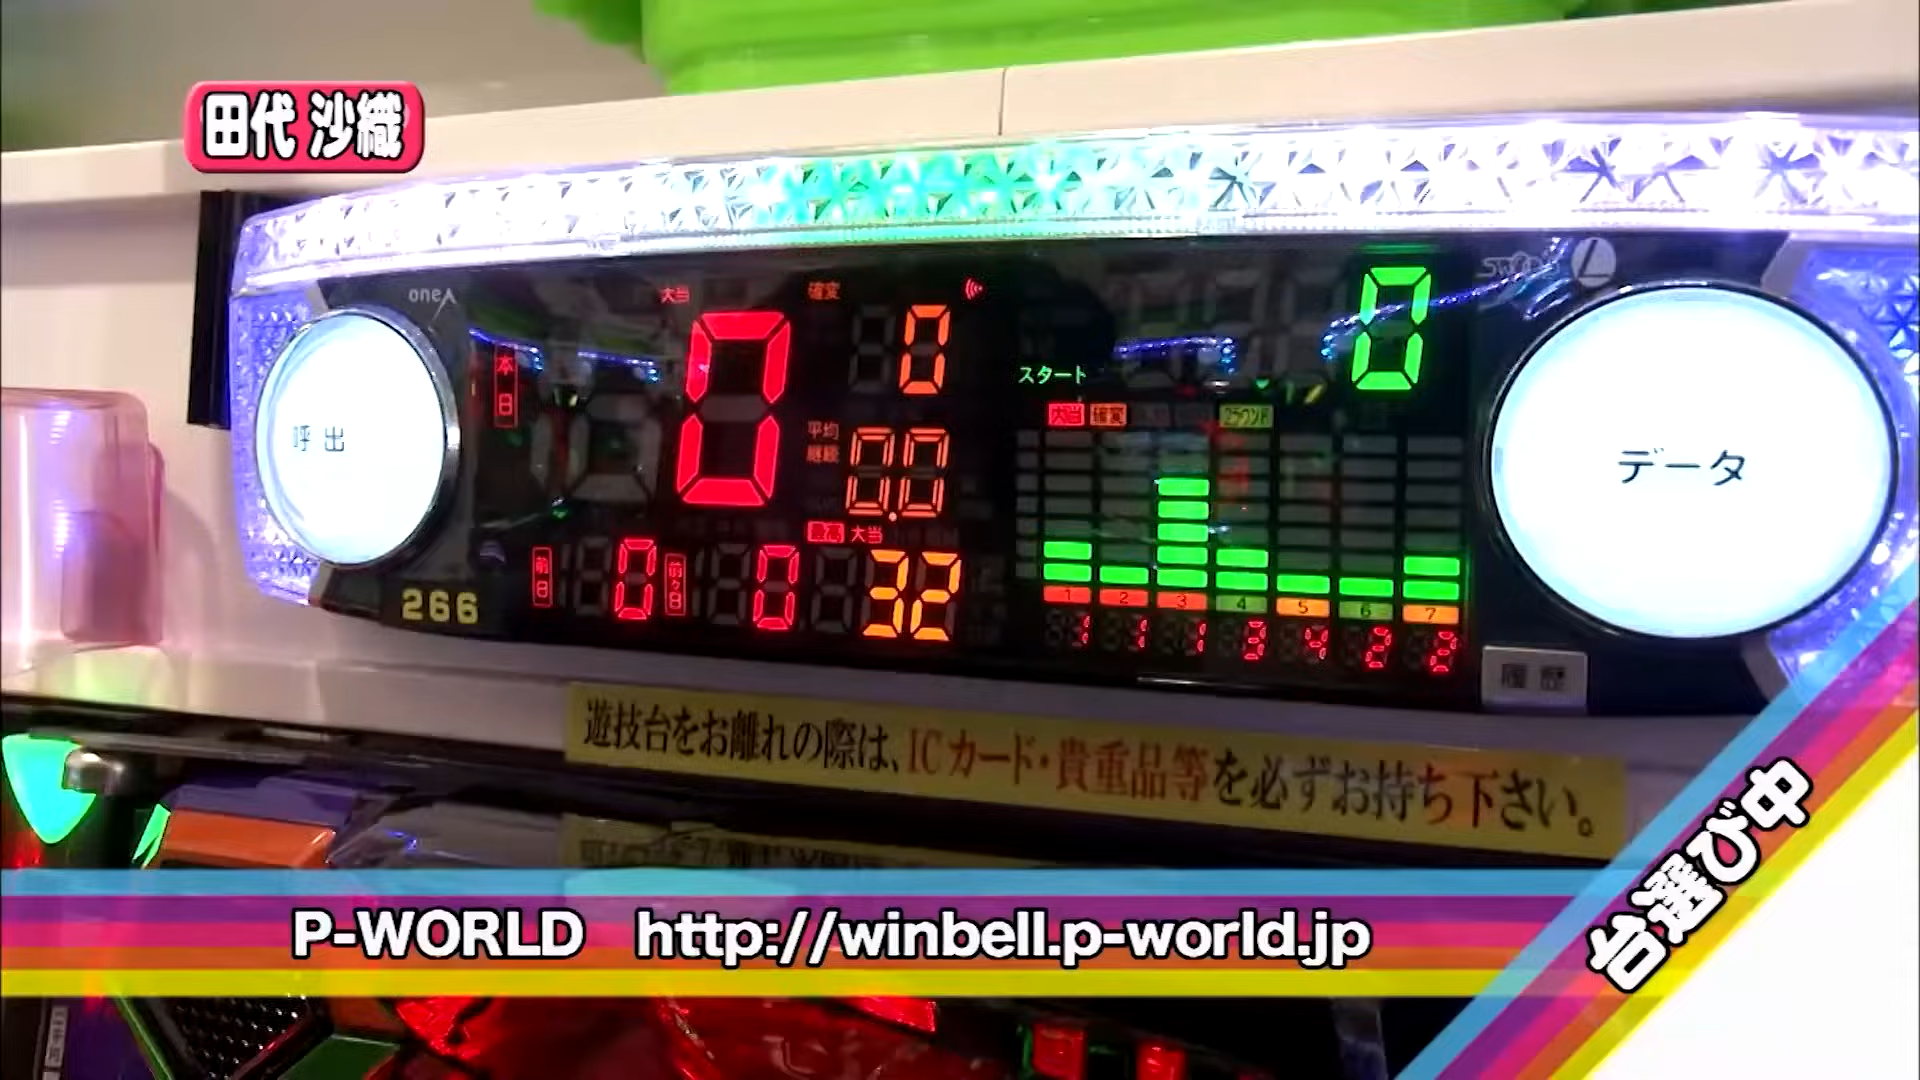 田代 沙織
oneA
大当
確変
0
0
0
本日
スタート
呼出
平均
継続
0.0
大当 確変 2ラウンド
データ
最高 大当
前日 0 前々日 0 32
266
1 2 3 4 5 6 7
1 1 1 3 4 2 2
履歴
遊技台をお離れの際は、ICカード・貴重品等を必ずお持ち下さい。
台選び中
P-WORLD http://winbell.p-world.jp